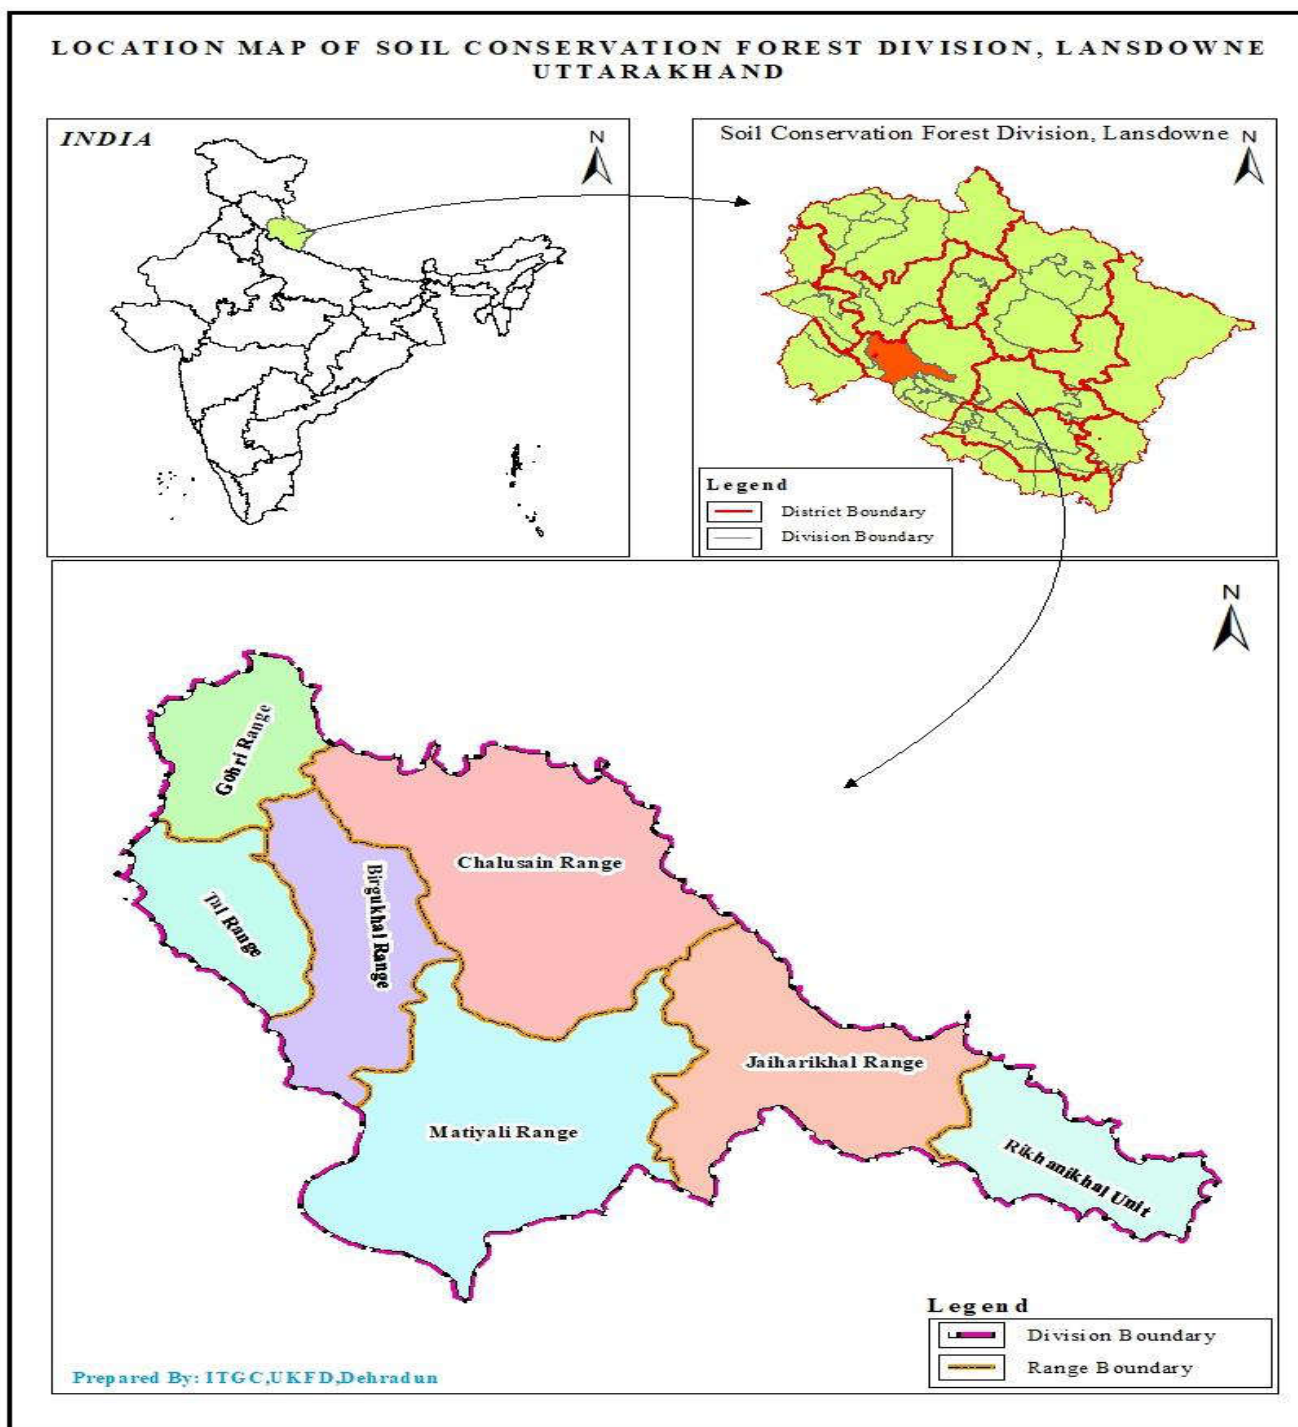 LOCATION MAP OF SOIL CONSERVATION FOREST DIVISION, LANSDOWNE
UTTARAKHAND
INDIA
N
Soil Conservation Forest Division, Lansdowne
N
Legend
District Boundary
Division Boundary
N
Gohri Range
Chalusain Range
Tal Range
Birgukhal Range
Jaiharikhal Range
Matiyali Range
Rikhanikhal Unit
Legend
Division Boundary
Range Boundary
Prepared By: ITGC,UKFD,Dehradun